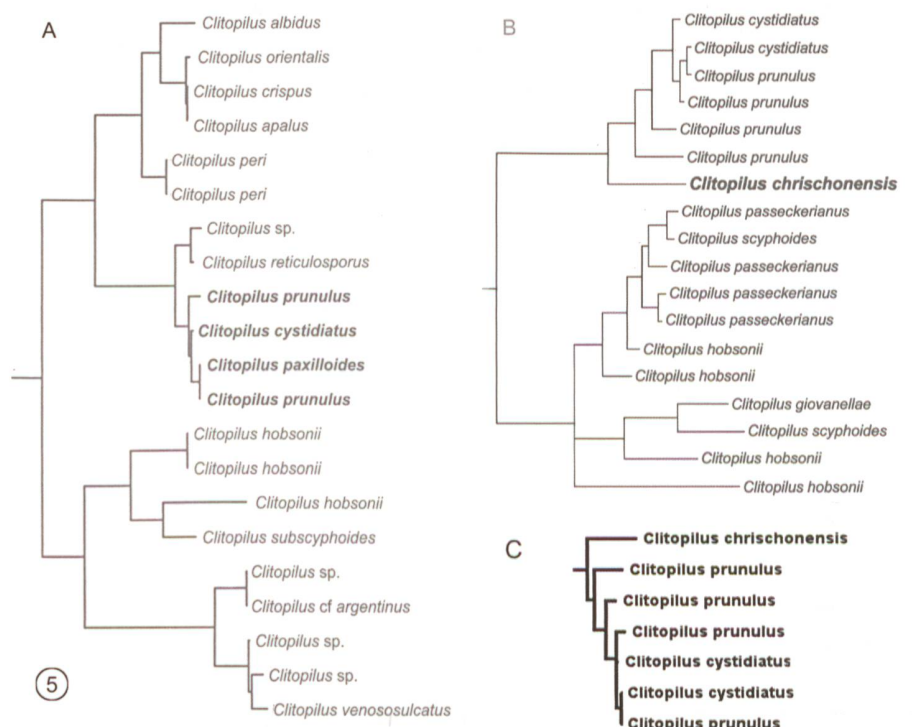 A
Clitopilus albidus
Clitopilus orientalis
Clitopilus crispus
Clitopilus apalus
Clitopilus peri
Clitopilus peri
Clitopilus sp.
Clitopilus reticulosporus
Clitopilus prunulus
Clitopilus cystidiatus
Clitopilus paxilloides
Clitopilus prunulus
Clitopilus hobsonii
Clitopilus hobsonii
Clitopilus hobsonii
Clitopilus subscyphoides
Clitopilus sp.
Clitopilus cf argentinus
Clitopilus sp.
Clitopilus sp.
Clitopilus venososulcatus
5
B
Clitopilus cystidiatus
Clitopilus cystidiatus
Clitopilus prunulus
Clitopilus prunulus
Clitopilus prunulus
Clitopilus prunulus
Clitopilus chrischonensis
Clitopilus passeckerianus
Clitopilus scyphoides
Clitopilus passeckerianus
Clitopilus passeckerianus
Clitopilus passeckerianus
Clitopilus hobsonii
Clitopilus hobsonii
Clitopilus giovanellae
Clitopilus scyphoides
Clitopilus hobsonii
Clitopilus hobsonii
C
Clitopilus chrischonensis
Clitopilus prunulus
Clitopilus prunulus
Clitopilus prunulus
Clitopilus cystidiatus
Clitopilus cystidiatus
Clitopilus prunulus